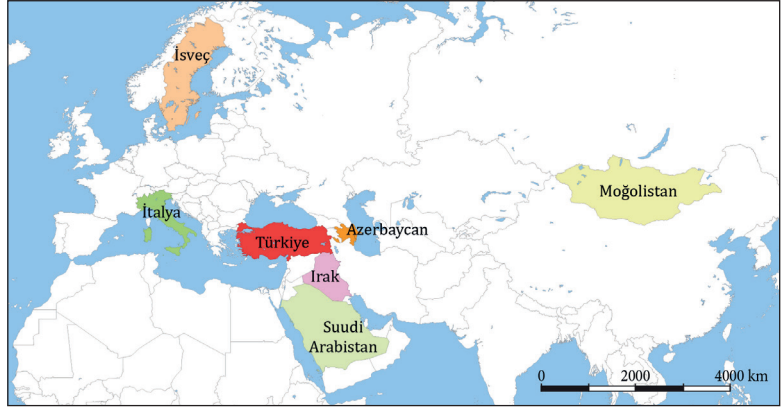 İsveç
Moğolistan
İtalya
Türkiye
Azerbaycan
Irak
Suudi
Arabistan
0 2000 4000 km